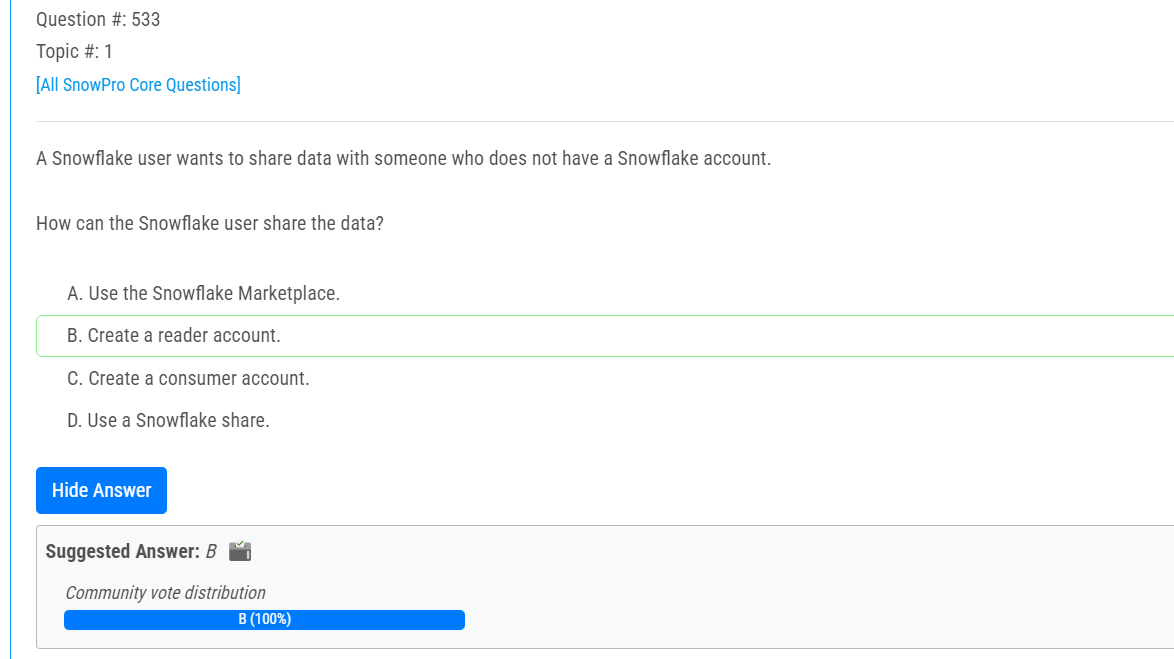 Question #: 533
Topic #: 1
[All SnowPro Core Questions]
A Snowflake user wants to share data with someone who does not have a Snowflake account.
How can the Snowflake user share the data?
A. Use the Snowflake Marketplace.
B. Create a reader account.
C. Create a consumer account.
D. Use a Snowflake share.
Hide Answer
Suggested Answer: B
Community vote distribution
B (100%)